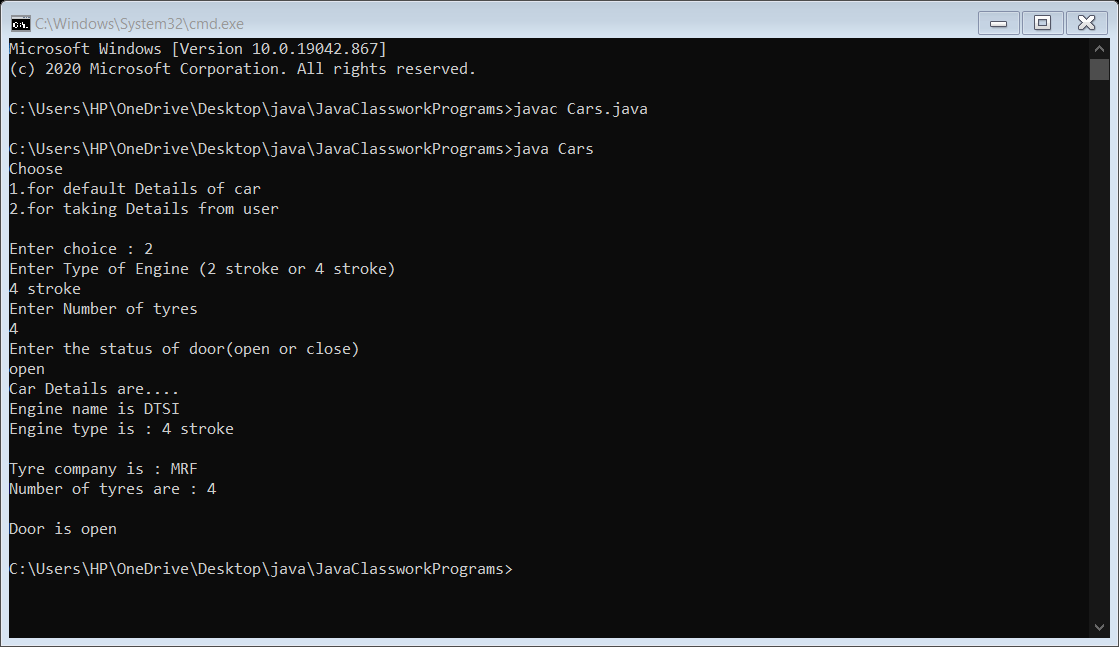 C:\Windows\System32\cmd.exe
Microsoft Windows [Version 10.0.19042.867]
(c) 2020 Microsoft Corporation. All rights reserved.
C:\Users\HP\OneDrive\Desktop\java\JavaClassworkPrograms>javac Cars.java
C:\Users\HP\OneDrive\Desktop\java\JavaClassworkPrograms>java Cars
Choose
1.for default Details of car
2.for taking Details from user
Enter choice : 2
Enter Type of Engine (2 stroke or 4 stroke)
4 stroke
Enter Number of tyres
4
Enter the status of door(open or close)
open
Car Details are....
Engine name is DTSI
Engine type is : 4 stroke
Tyre company is : MRF
Number of tyres are : 4
Door is open
C:\Users\HP\OneDrive\Desktop\java\JavaClassworkPrograms>